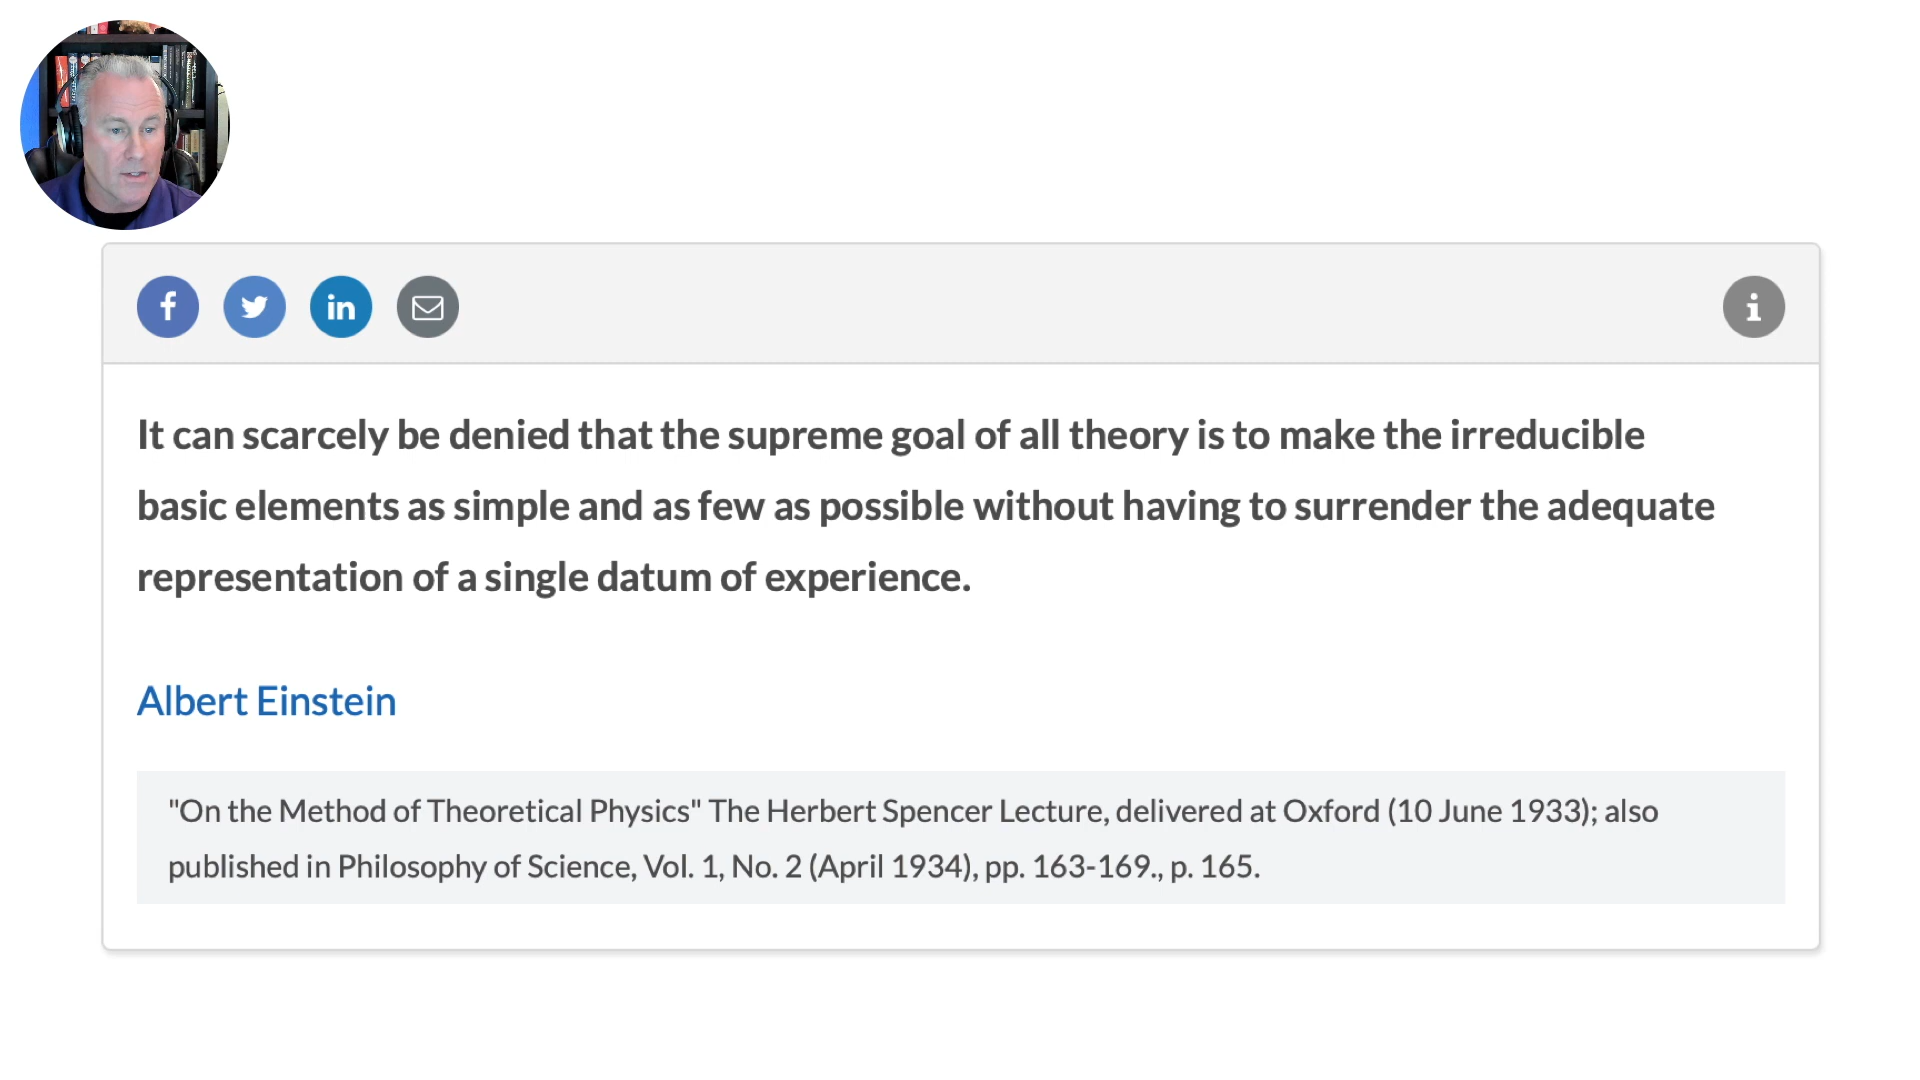 It can scarcely be denied that the supreme goal of all theory is to make the irreducible
basic elements as simple and as few as possible without having to surrender the adequate
representation of a single datum of experience.
Albert Einstein
"On the Method of Theoretical Physics" The Herbert Spencer Lecture, delivered at Oxford (10 June 1933); also
published in Philosophy of Science, Vol. 1, No. 2 (April 1934), pp. 163-169., p. 165.